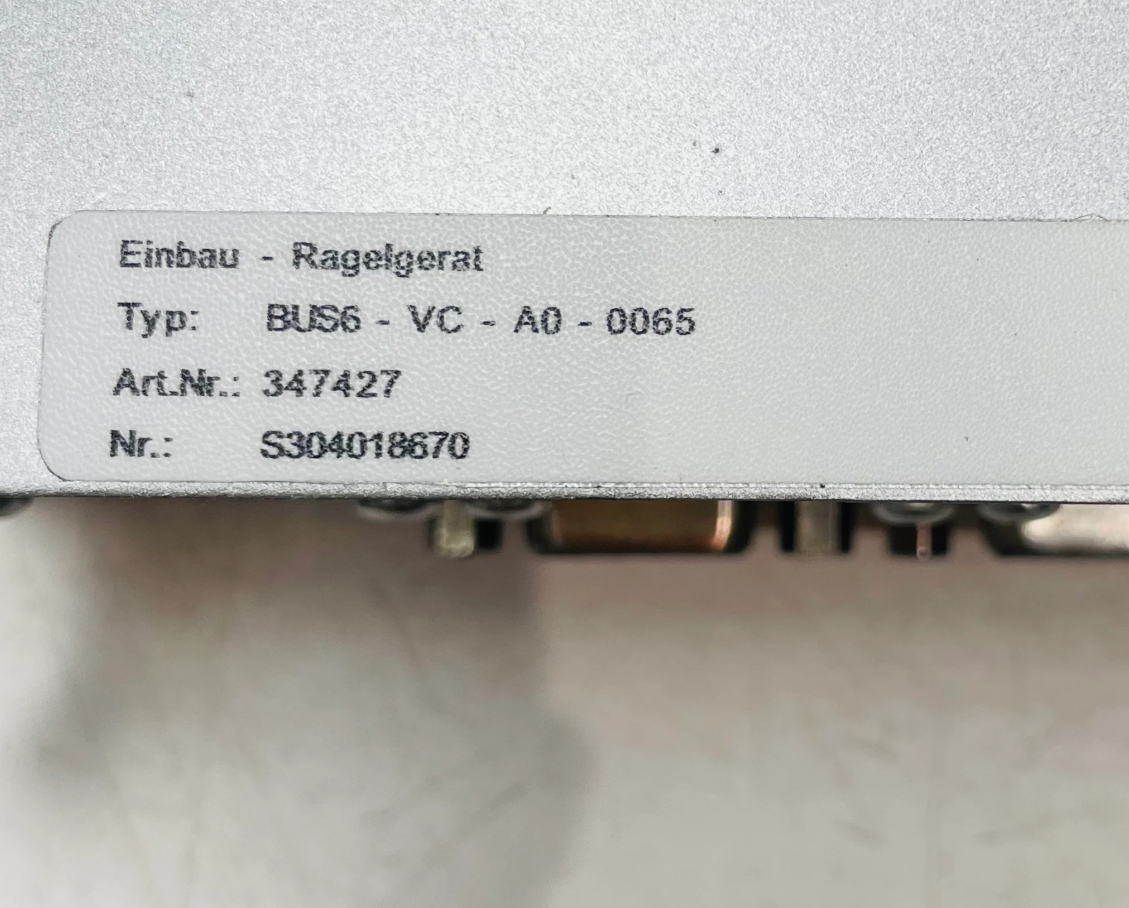 Einbau - Ragelgerat
Typ: BUS6 - VC - A0 - 0065
Art.Nr.: 347427
Nr.: S304018670